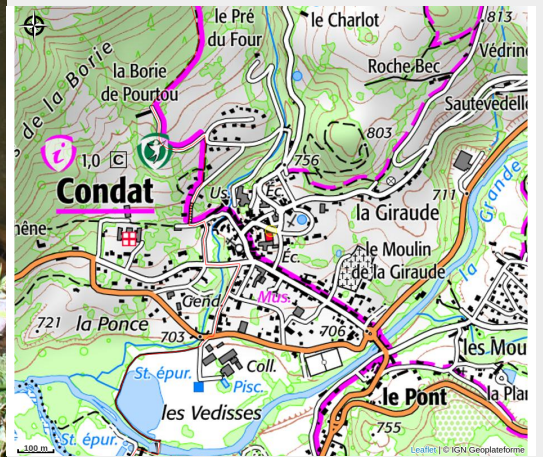 le Pré
du Four
le Charlot
813
Védrin
Roche-Bec
la Borie
de Pourtou
s de la Borie
Sautevedelle
803
i
1,0 C
756
Condat
Us.
Éc.
711
la Grande
la Giraude
hêne
le Moulin
de la Giraude
Éc.
Gend.
Mus.
721
la Ponce
703
706
les Mou
Coll.
St. épur.
Pisc.
les Vedisses
le Pont
la Plan
755
St. épur.
100 m
Leaflet | © IGN Geoplateforme